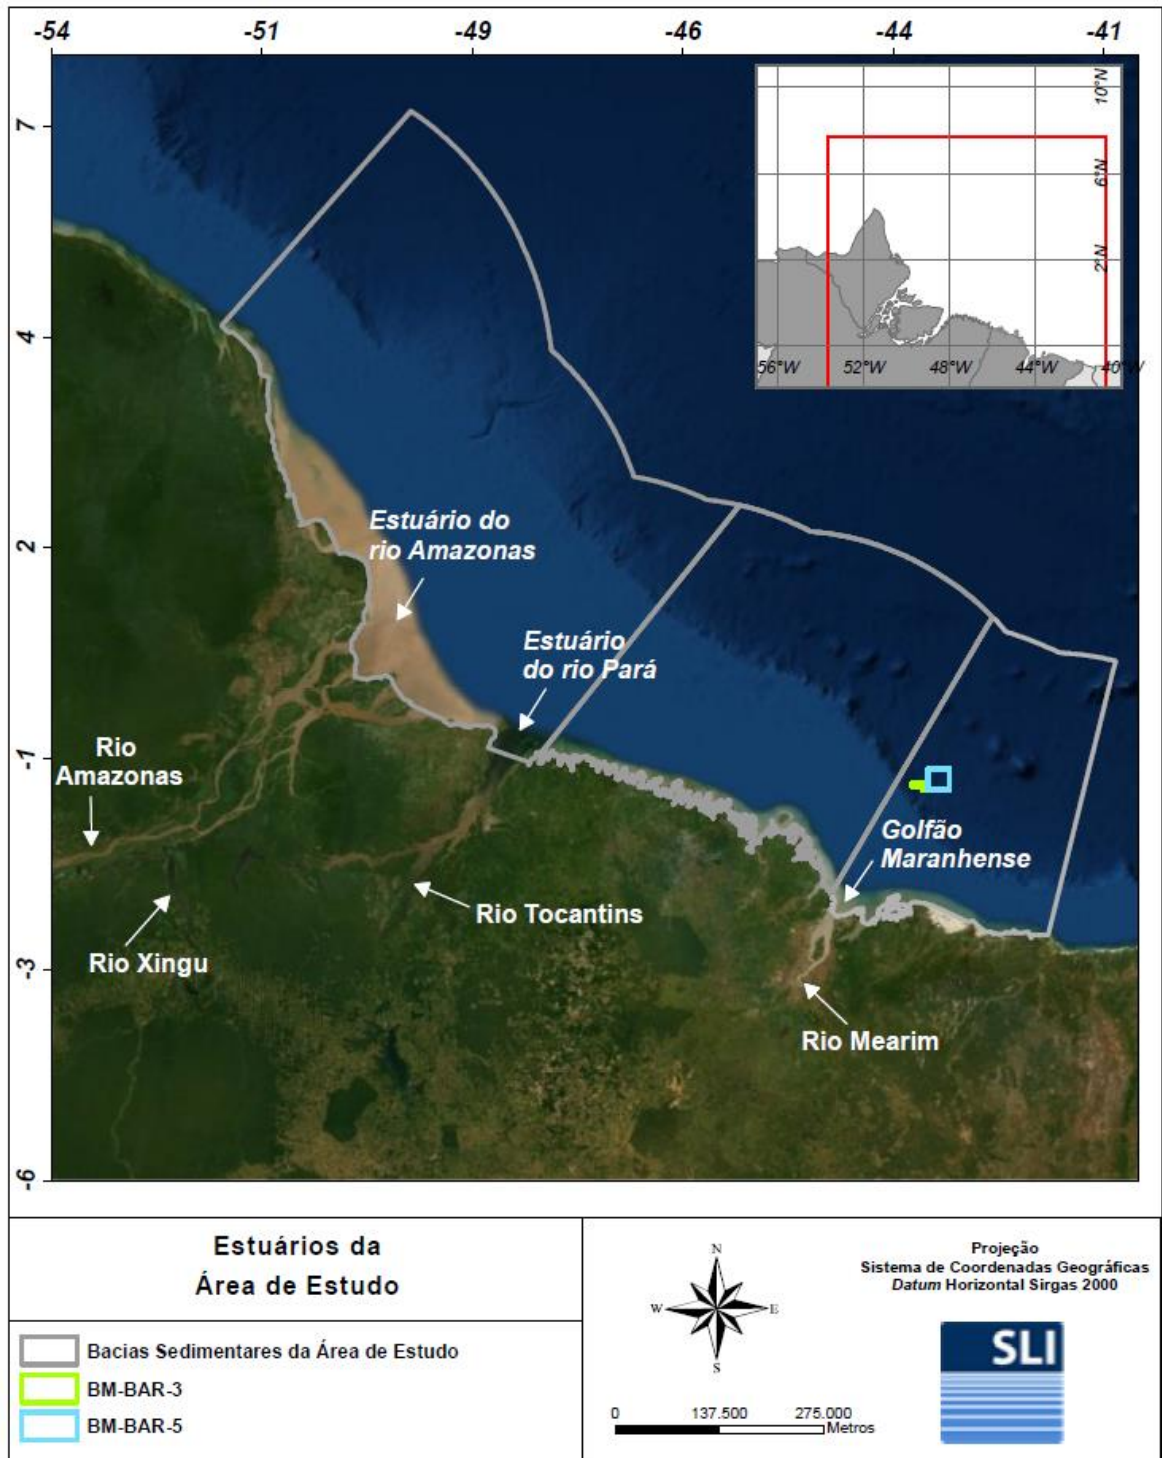 -54 -51 -49 -46 -44 -41
7
4
2
-1
-3
-6
10°N
6°N
2°N
56°W 52°W 48°W 44°W 40°W
Estuário do
rio Amazonas
Estuário
do rio Pará
Rio
Amazonas
Golfão
Maranhense
Rio Tocantins
Rio Xingu
Rio Mearim
Estuários da
Área de Estudo
Bacias Sedimentares da Área de Estudo
BM-BAR-3
BM-BAR-5
N
W E
S
0 137.500 275.000
Metros
Projeção
Sistema de Coordenadas Geográficas
Datum Horizontal Sirgas 2000
SLI